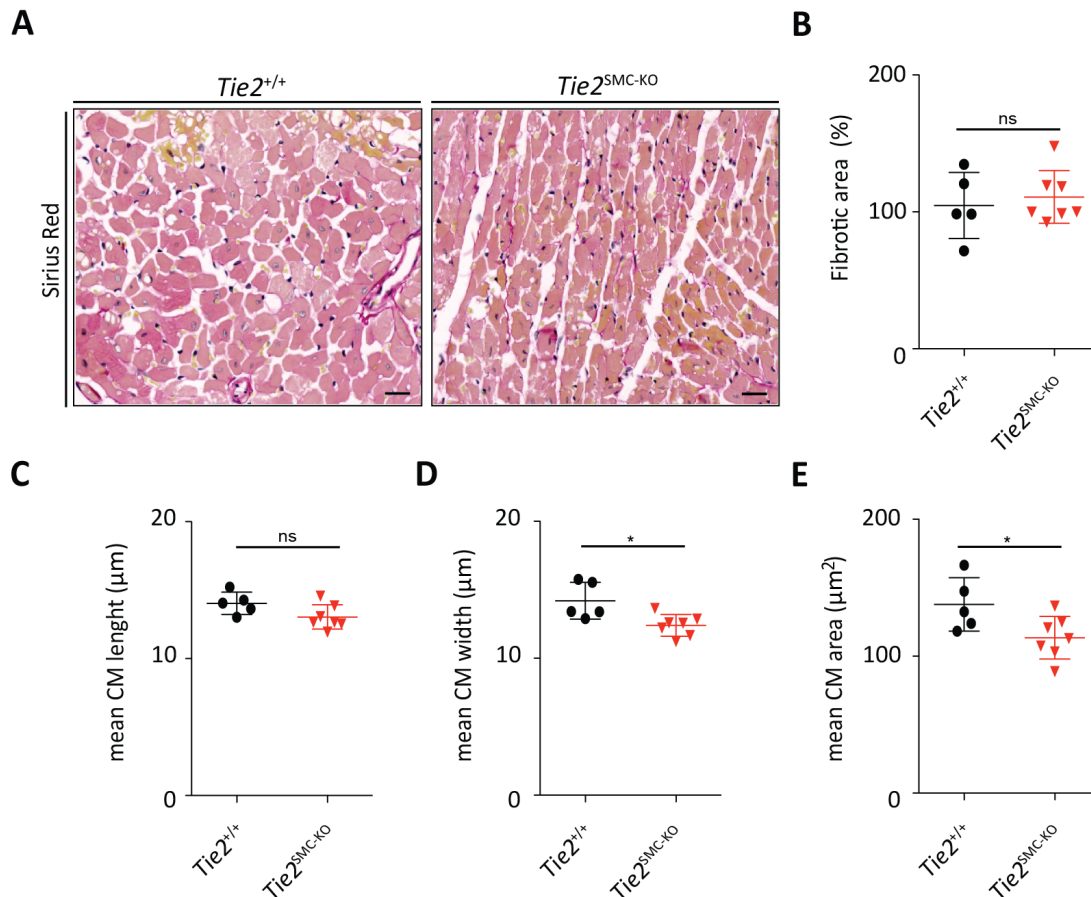 A
Tie2+/+
Tie2SMC-KO
Sirius Red
B
Fibrotic area (%)
200
100
0
ns
Tie2+/+
Tie2SMC-KO
C
mean CM lenght (µm)
20
10
0
ns
Tie2+/+
Tie2SMC-KO
D
mean CM width (µm)
20
10
0
*
Tie2+/+
Tie2SMC-KO
E
mean CM area (µm²)
200
100
0
*
Tie2+/+
Tie2SMC-KO